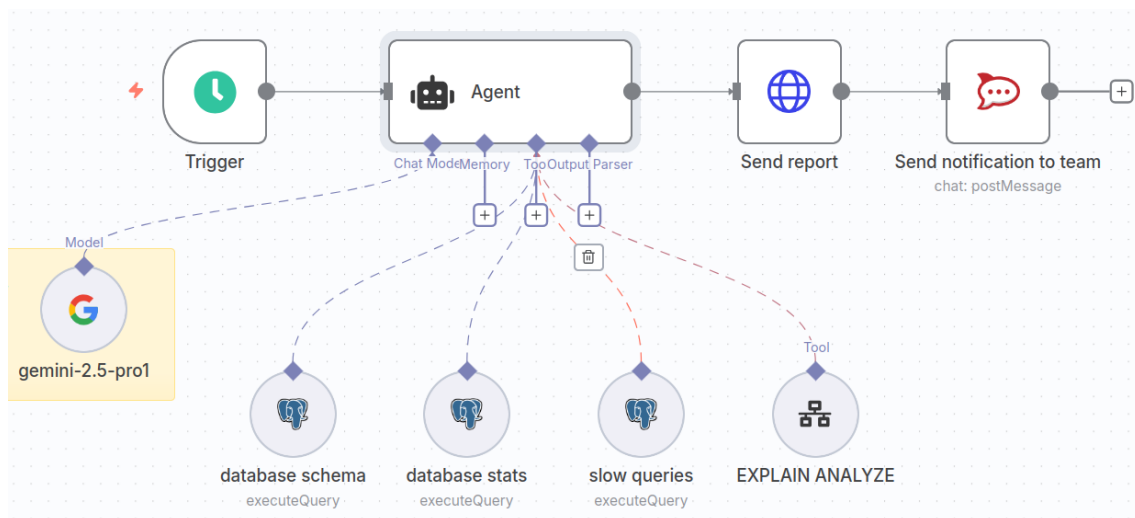 Agent
Trigger
Send report
Send notification to team
chat: postMessage
Chat Mode
Memory
Too
Output Parser
Model
gemini-2.5-pro1
Tool
database schema
executeQuery
database stats
executeQuery
slow queries
executeQuery
EXPLAIN ANALYZE